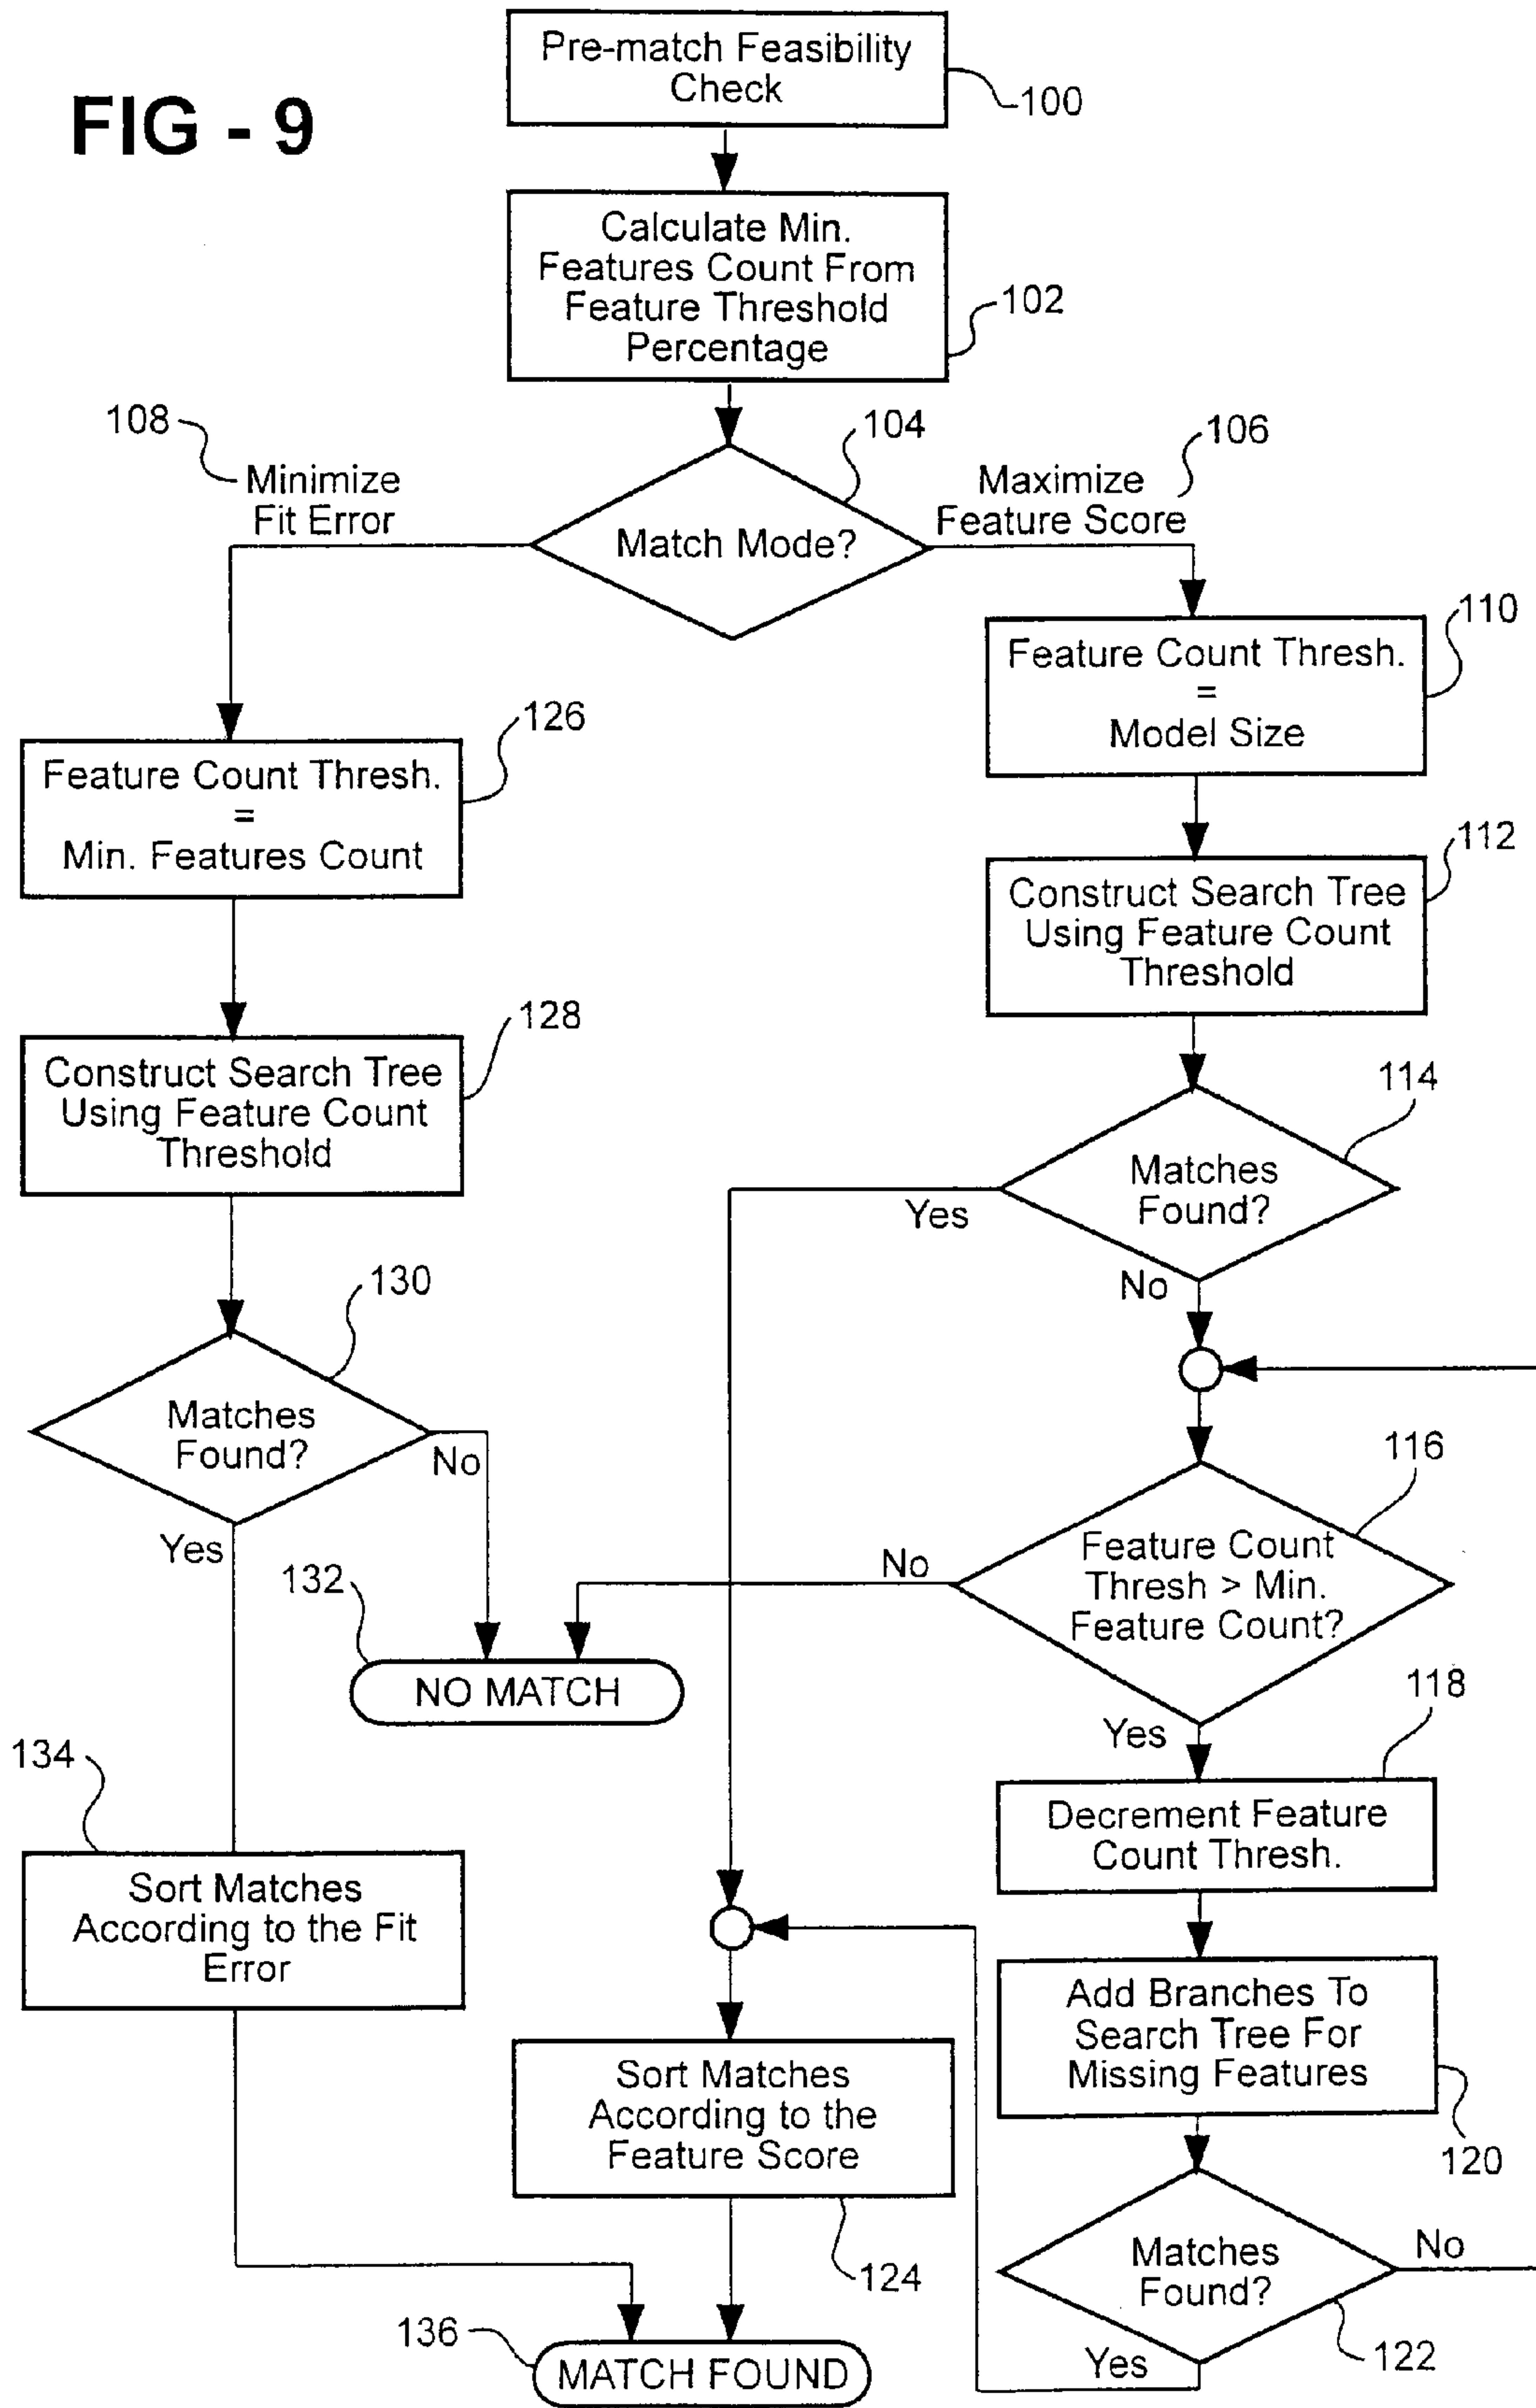 FIG - 9
Pre-match Feasibility
Check
100
Calculate Min.
Features Count From
Feature Threshold
Percentage
102
108
Minimize
Fit Error
104
Match Mode?
106
Maximize
Feature Score
110
Feature Count Thresh.
=
Model Size
126
Feature Count Thresh.
=
Min. Features Count
112
Construct Search Tree
Using Feature Count
Threshold
128
Construct Search Tree
Using Feature Count
Threshold
114
Matches
Found?
Yes
No
130
Matches
Found?
No
Yes
116
Feature Count
Thresh > Min.
Feature Count?
No
Yes
132
NO MATCH
118
Decrement Feature
Count Thresh.
134
Sort Matches
According to the Fit
Error
Add Branches To
Search Tree For
Missing Features
120
Sort Matches
According to the
Feature Score
124
Matches
Found?
No
Yes
122
136
MATCH FOUND